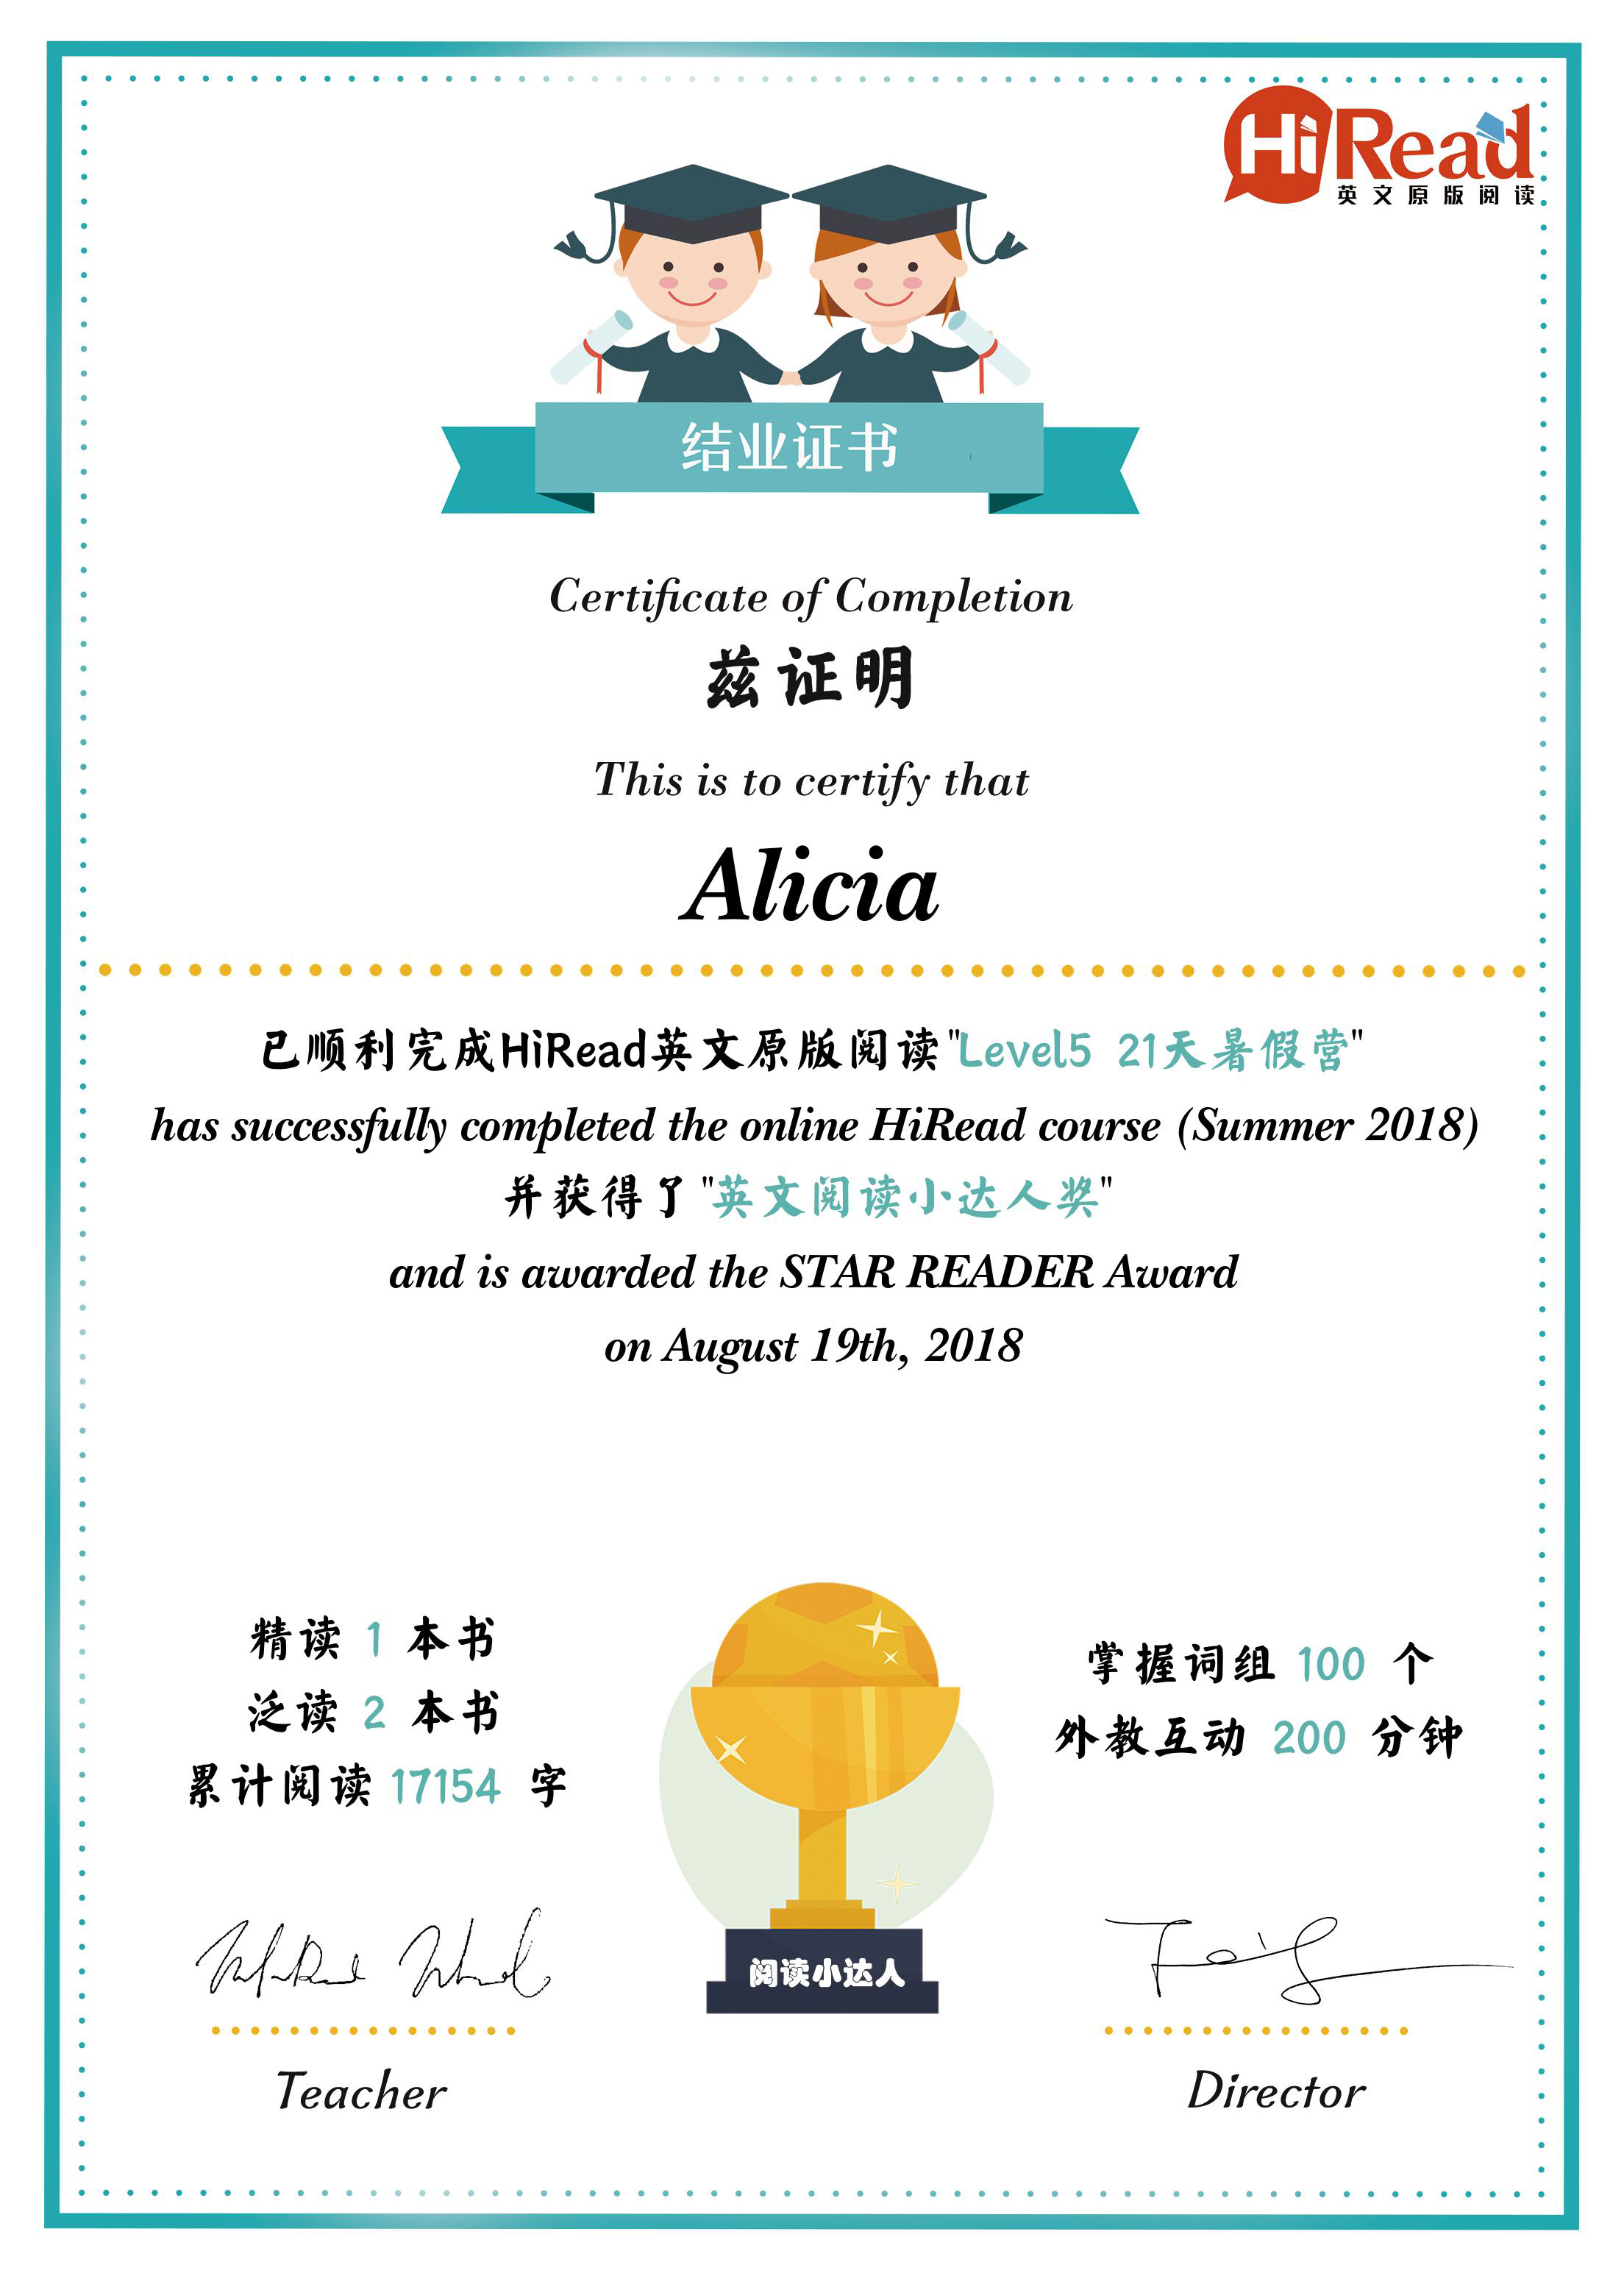 HiRead
英文原版阅读
结业证书
Certificate of Completion
兹证明
This is to certify that
Alicia
已顺利完成HiRead英文原版阅读"Level5 21天暑假营"
has successfully completed the online HiRead course (Summer 2018)
并获得了"英文阅读小达人奖"
and is awarded the STAR READER Award
on August 19th, 2018
精读 1 本书
泛读 2 本书
累计阅读 17154 字
掌握词组 100 个
外教互动 200 分钟
阅读小达人
Teacher
Director